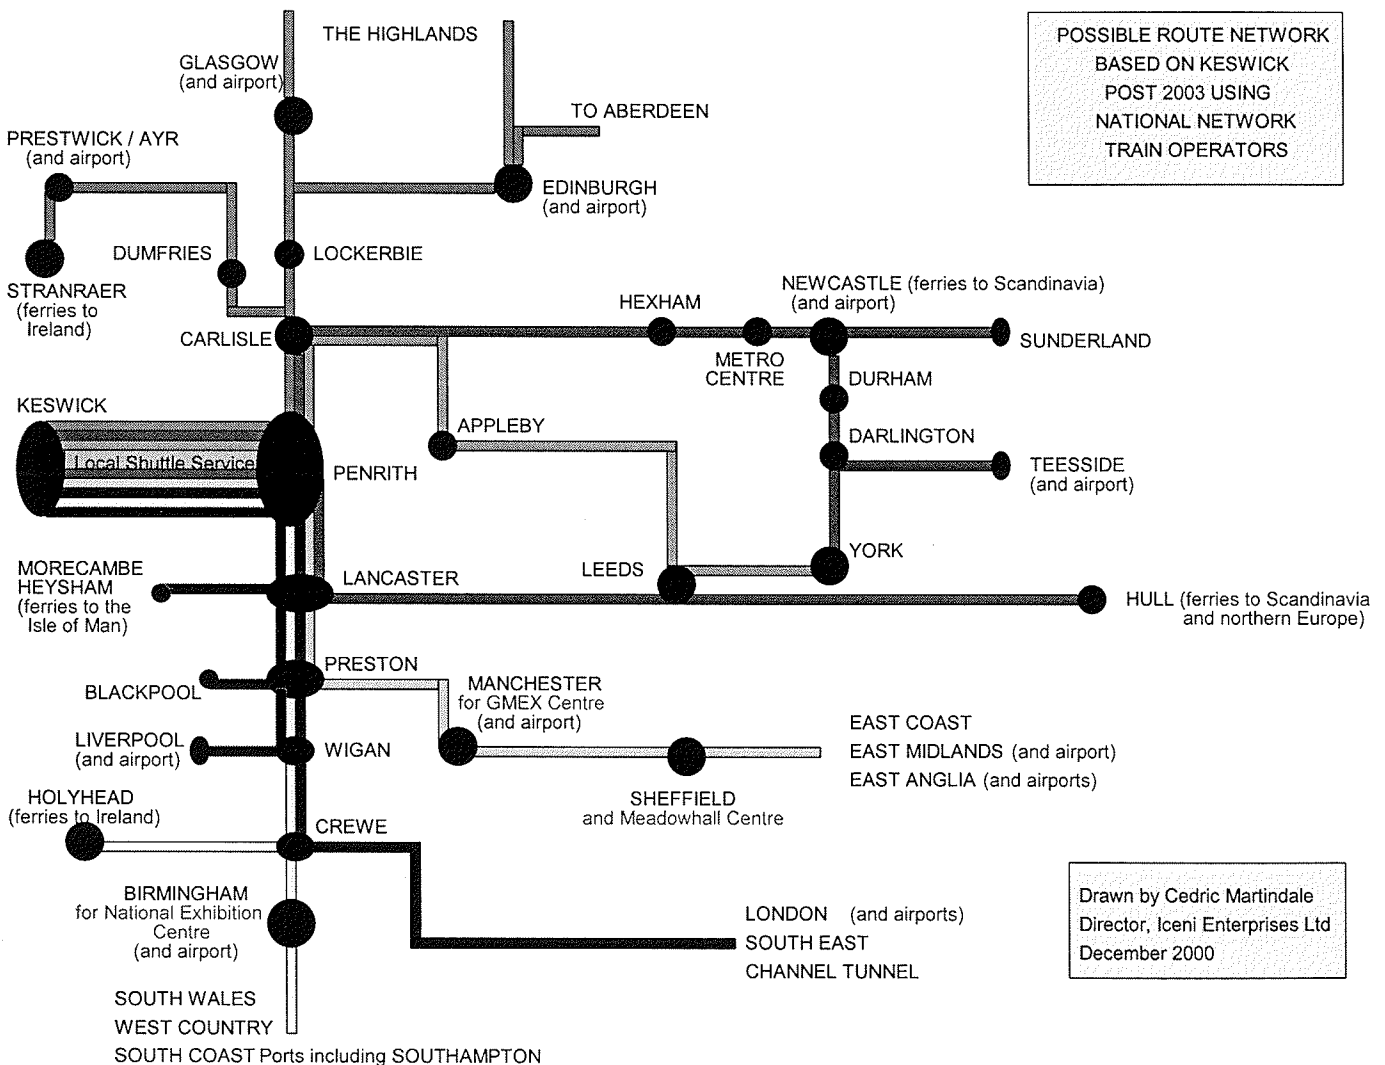 THE HIGHLANDS
GLASGOW
(and airport)
TO ABERDEEN
PRESTWICK / AYR
(and airport)
EDINBURGH
(and airport)
DUMFRIES
LOCKERBIE
STRANRAER
(ferries to
Ireland)
POSSIBLE ROUTE NETWORK
BASED ON KESWICK
POST 2003 USING
NATIONAL NETWORK
TRAIN OPERATORS
CARLISLE
HEXHAM
NEWCASTLE (ferries to Scandinavia)
(and airport)
METRO
CENTRE
SUNDERLAND
DURHAM
KESWICK
Local Shuttle Service
PENRITH
APPLEBY
DARLINGTON
TEESSIDE
(and airport)
YORK
LEEDS
MORECAMBE
HEYSHAM
(ferries to the
Isle of Man)
LANCASTER
HULL (ferries to Scandinavia
and northern Europe)
PRESTON
BLACKPOOL
MANCHESTER
for GMEX Centre
(and airport)
LIVERPOOL
(and airport)
WIGAN
SHEFFIELD
and Meadowhall Centre
EAST COAST
EAST MIDLANDS (and airport)
EAST ANGLIA (and airports)
HOLYHEAD
(ferries to Ireland)
CREWE
BIRMINGHAM
for National Exhibition
Centre
(and airport)
LONDON (and airports)
SOUTH EAST
CHANNEL TUNNEL
SOUTH WALES
WEST COUNTRY
SOUTH COAST Ports including SOUTHAMPTON
Drawn by Cedric Martindale
Director, Iceni Enterprises Ltd
December 2000